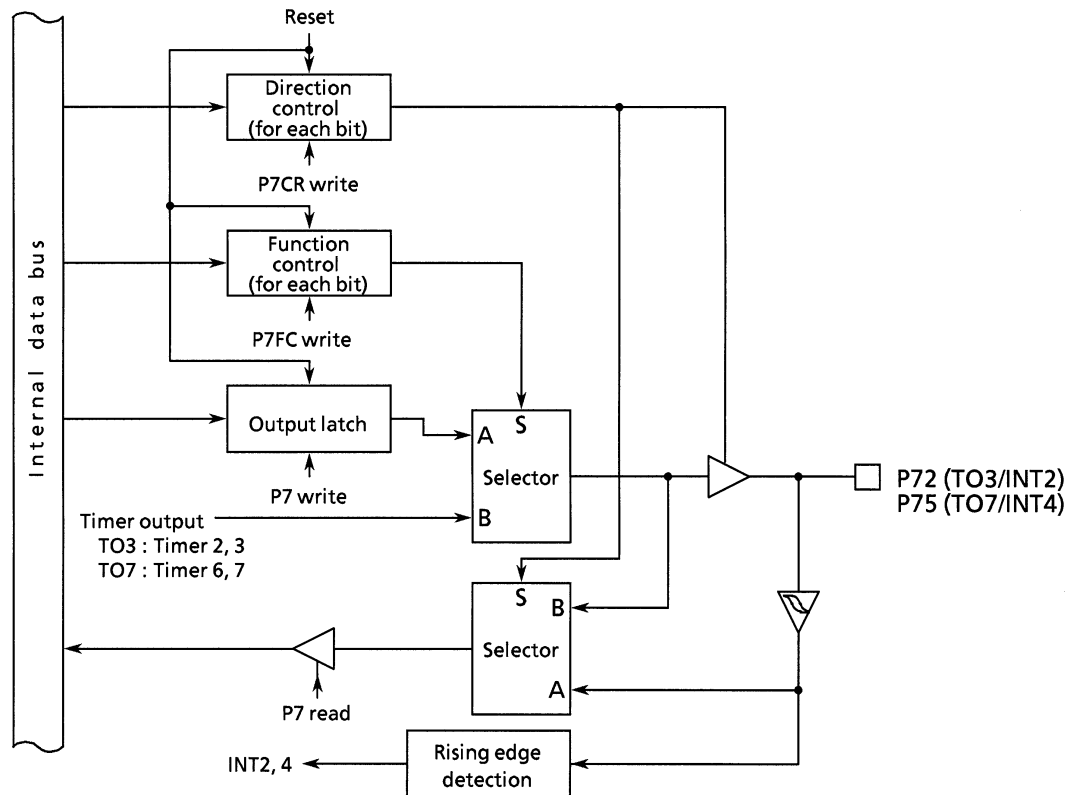 Reset
Direction
control
(for each bit)
P7CR write
Function
control
(for each bit)
P7FC write
Internal data bus
Output latch
P7 write
A
S
Selector
B
Timer output
TO3 : Timer 2, 3
TO7 : Timer 6, 7
P72 (TO3/INT2)
P75 (TO7/INT4)
S
B
Selector
A
P7 read
INT2, 4
Rising edge
detection